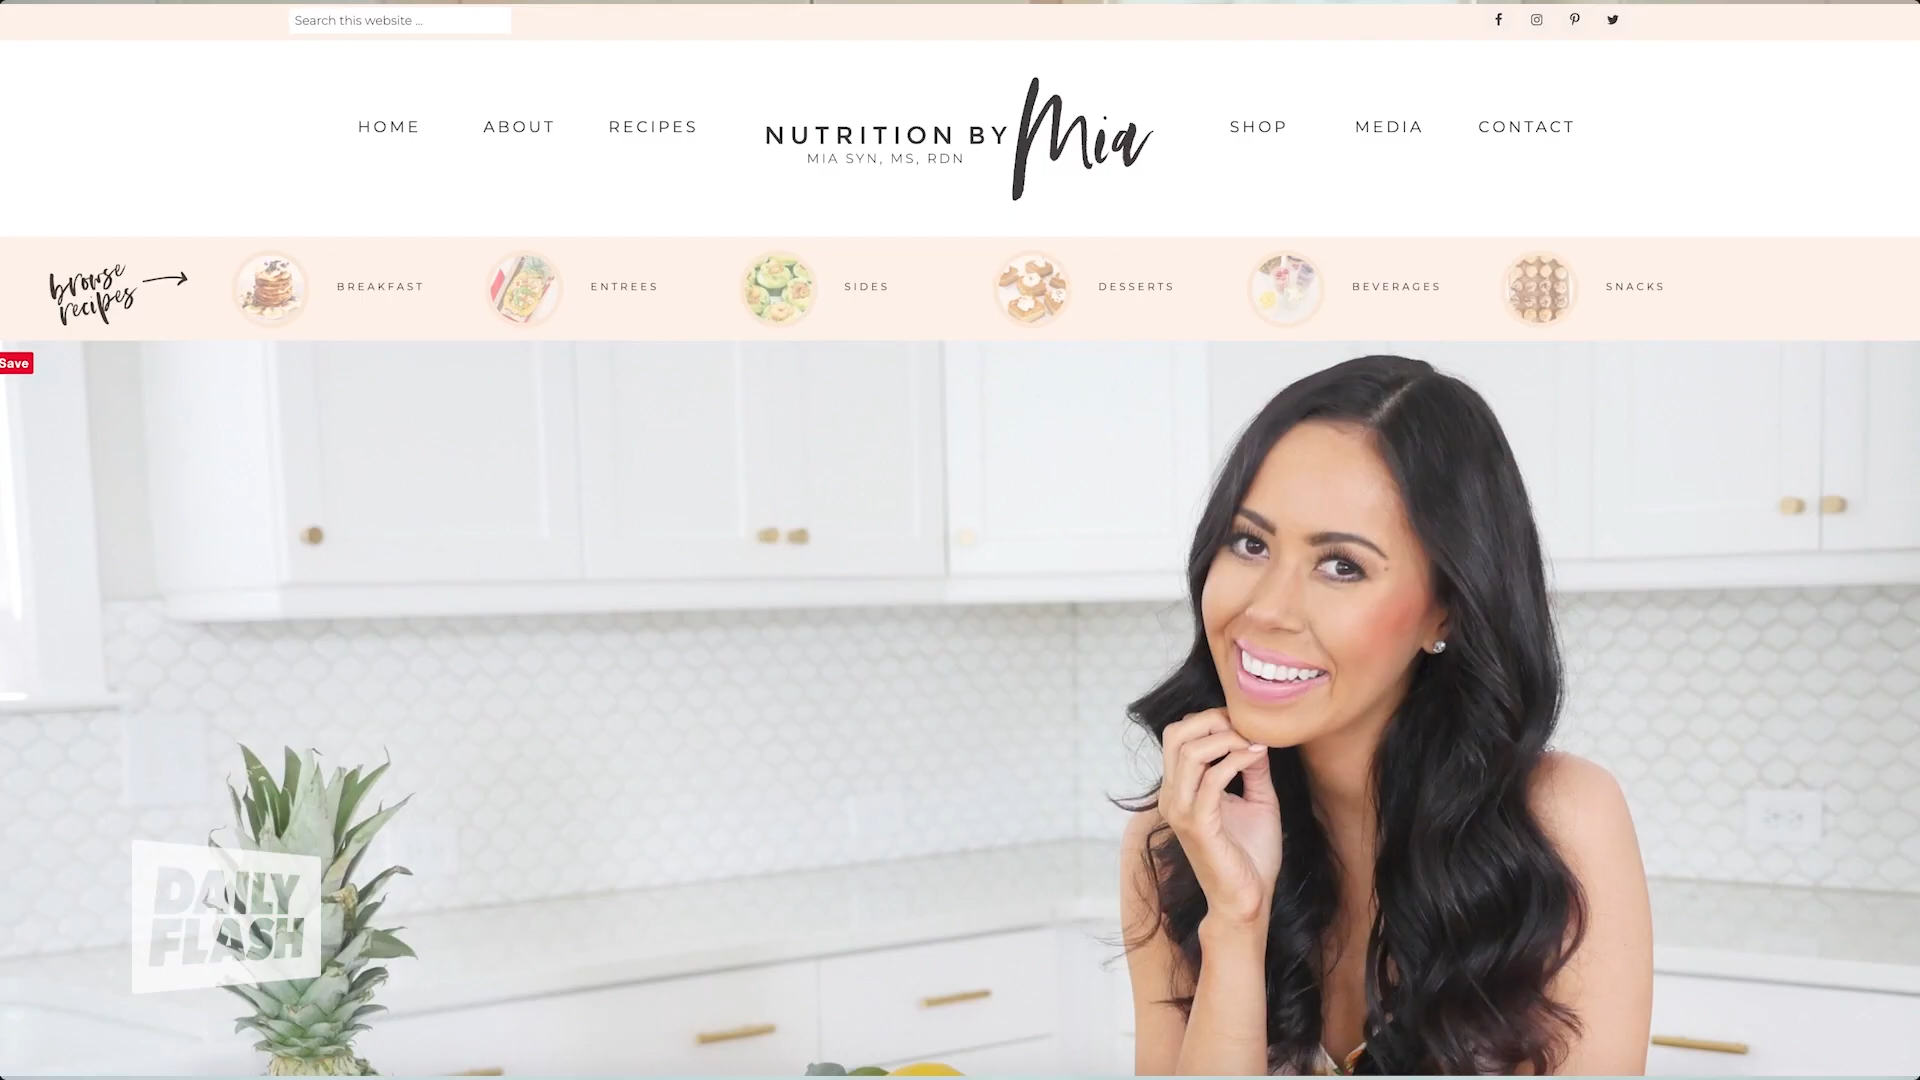 Search this website ...
HOME
ABOUT
RECIPES
NUTRITION BY Mia
MIA SYN, MS, RDN
SHOP
MEDIA
CONTACT
browse
recipes
BREAKFAST
ENTREES
SIDES
DESSERTS
BEVERAGES
SNACKS
Save
DAILY
FLASH